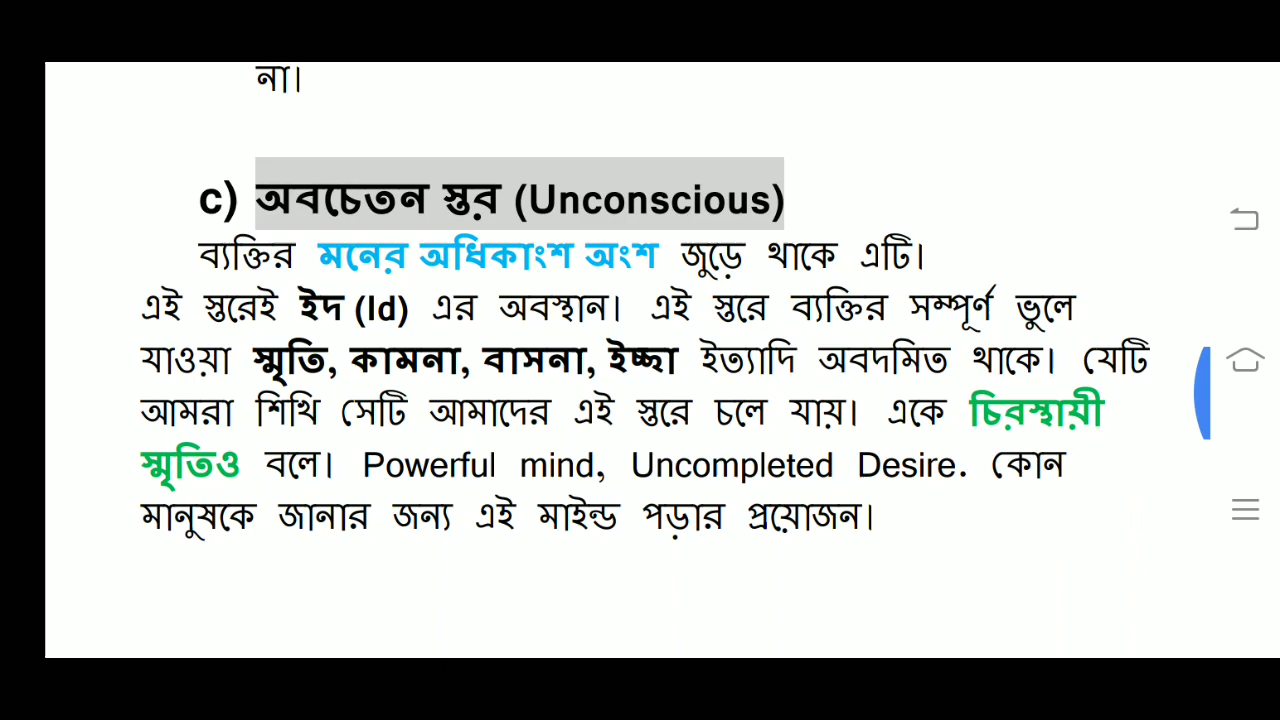 না।
c) অবচেতন স্তর (Unconscious)
ব্যক্তির মনের অধিকাংশ অংশ জুড়ে থাকে এটি।
এই স্তরেই ইদ (Id) এর অবস্থান। এই স্তরে ব্যক্তির সম্পূর্ণ ভুলে
যাওয়া স্মৃতি, কামনা, বাসনা, ইচ্ছা ইত্যাদি অবদমিত থাকে। যেটি
আমরা শিখি সেটি আমাদের এই স্তরে চলে যায়। একে চিরস্থায়ী
স্মৃতিও বলে। Powerful mind, Uncompleted Desire. কোন
মানুষকে জানার জন্য এই মাইন্ড পড়ার প্রয়োজন।